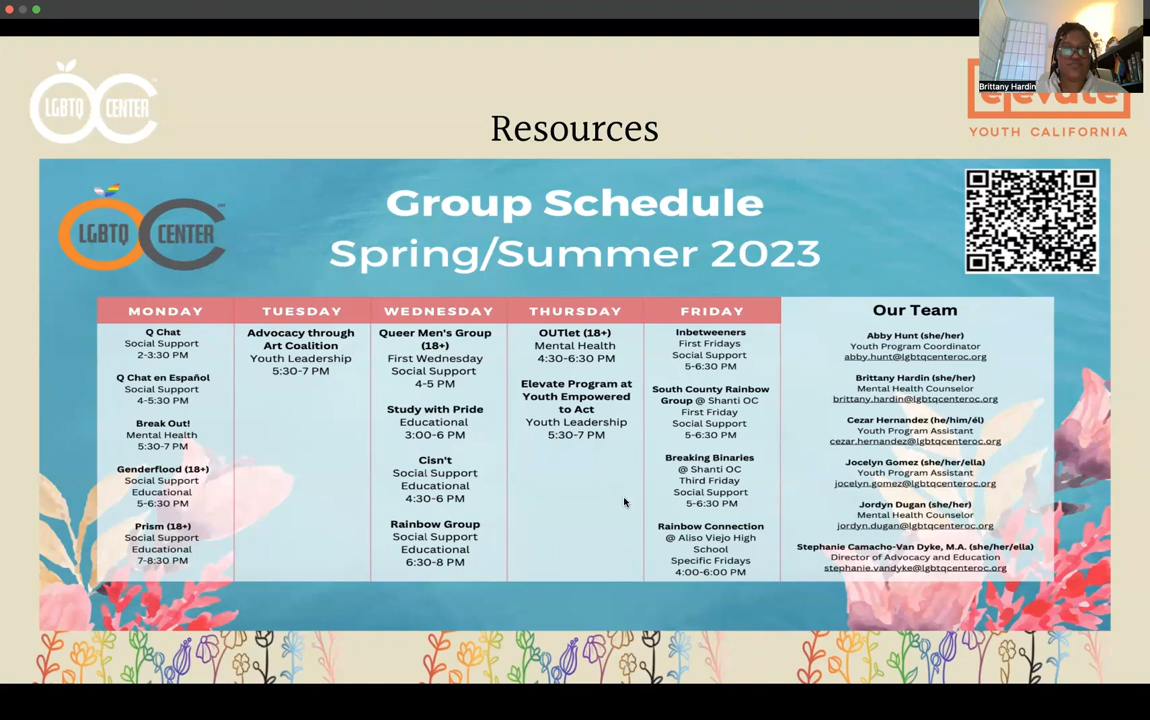 Brittany Hardin
LGBTQ CENTER
Resources
YOUTH CALIFORNIA
LGBTQ CENTER
Group Schedule
Spring/Summer 2023
MONDAY
Q Chat
Social Support
2-3:30 PM
Q Chat en Español
Social Support
4-5:30 PM
Break Out!
Mental Health
5:30-7 PM
Genderflood (18+)
Social Support
Educational
5-6:30 PM
Prism (18+)
Social Support
Educational
7-8:30 PM
TUESDAY
Advocacy through
Art Coalition
Youth Leadership
5:30-7 PM
WEDNESDAY
Queer Men's Group
(18+)
First Wednesday
Social Support
4-5 PM
Study with Pride
Educational
3:00-6 PM
Cisn't
Social Support
Educational
4:30-6 PM
Rainbow Group
Social Support
Educational
6:30-8 PM
THURSDAY
OUTlet (18+)
Mental Health
4:30-6:30 PM
Elevate Program at
Youth Empowered
to Act
Youth Leadership
5:30-7 PM
FRIDAY
Inbetweeners
First Fridays
Social Support
5-6:30 PM
South County Rainbow
Group @ Shanti OC
First Friday
Social Support
5-6:30 PM
Breaking Binaries
@ Shanti OC
Third Friday
Social Support
5-6:30 PM
Rainbow Connection
@ Aliso Viejo High
School
Specific Fridays
4:00-6:00 PM
Our Team
Abby Hunt (she/her)
Youth Program Coordinator
abby.hunt@lgbtqcenteroc.org
Brittany Hardin (she/her)
Mental Health Counselor
brittany.hardin@lgbtqcenteroc.org
Cezar Hernandez (he/him/él)
Youth Program Assistant
cezar.hernandez@lgbtqcenteroc.org
Jocelyn Gomez (she/her/ella)
Youth Program Assistant
jocelyn.gomez@lgbtqcenteroc.org
Jordyn Dugan (she/her)
Mental Health Counselor
jordyn.dugan@lgbtqcenteroc.org
Stephanie Camacho-Van Dyke, M.A. (she/her/ella)
Director of Advocacy and Education
stephanie.vandyke@lgbtqcenteroc.org